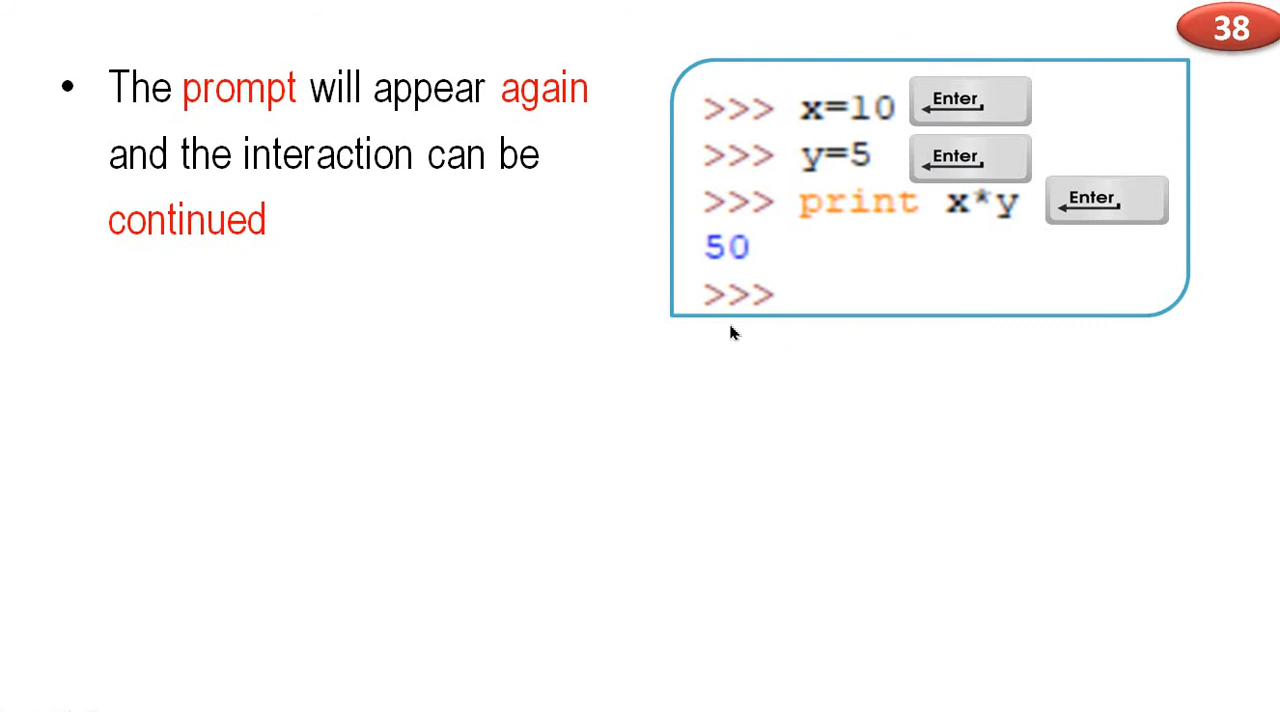 38
• The prompt will appear again
and the interaction can be
continued
>>> x=10 Enter
>>> y=5 Enter
>>> print x*y Enter
50
>>>